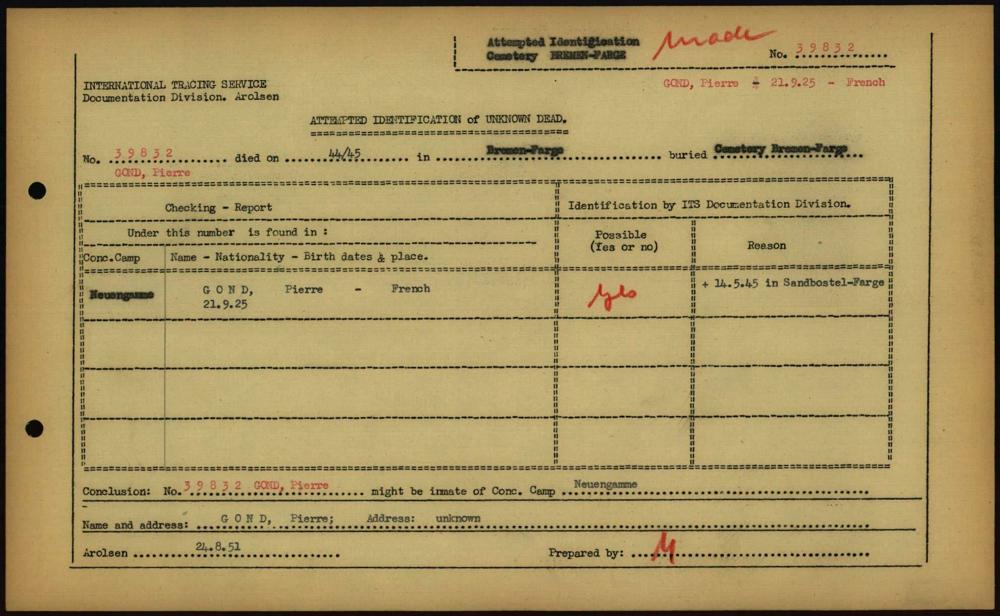 Attempted Identification
Cemetery BREMEN-FARGE
made
No. 39832
GOND, Pierre - 21.9.25 - French
INTERNATIONAL TRACING SERVICE
Documentation Division. Arolsen
ATTEMPTED IDENTIFICATION of UNKNOWN DEAD.
No. 39832 died on 44/45 in Bremen-Farge buried Cemetery Bremen-Farge
GOND, Pierre
Checking - Report
Identification by ITS Documentation Division.
Under this number is found in :
Possible
(Yes or no)
Reason
Conc.Camp
Name - Nationality - Birth dates & place.
Neuengamme
GOND, Pierre - French
21.9.25
Yes
+ 14.5.45 in Sandbostel-Farge
Conclusion: No. 39832 GOND, Pierre might be inmate of Conc. Camp Neuengamme
Name and address: GOND, Pierre; Address: unknown
Arolsen 24.8.51
Prepared by: